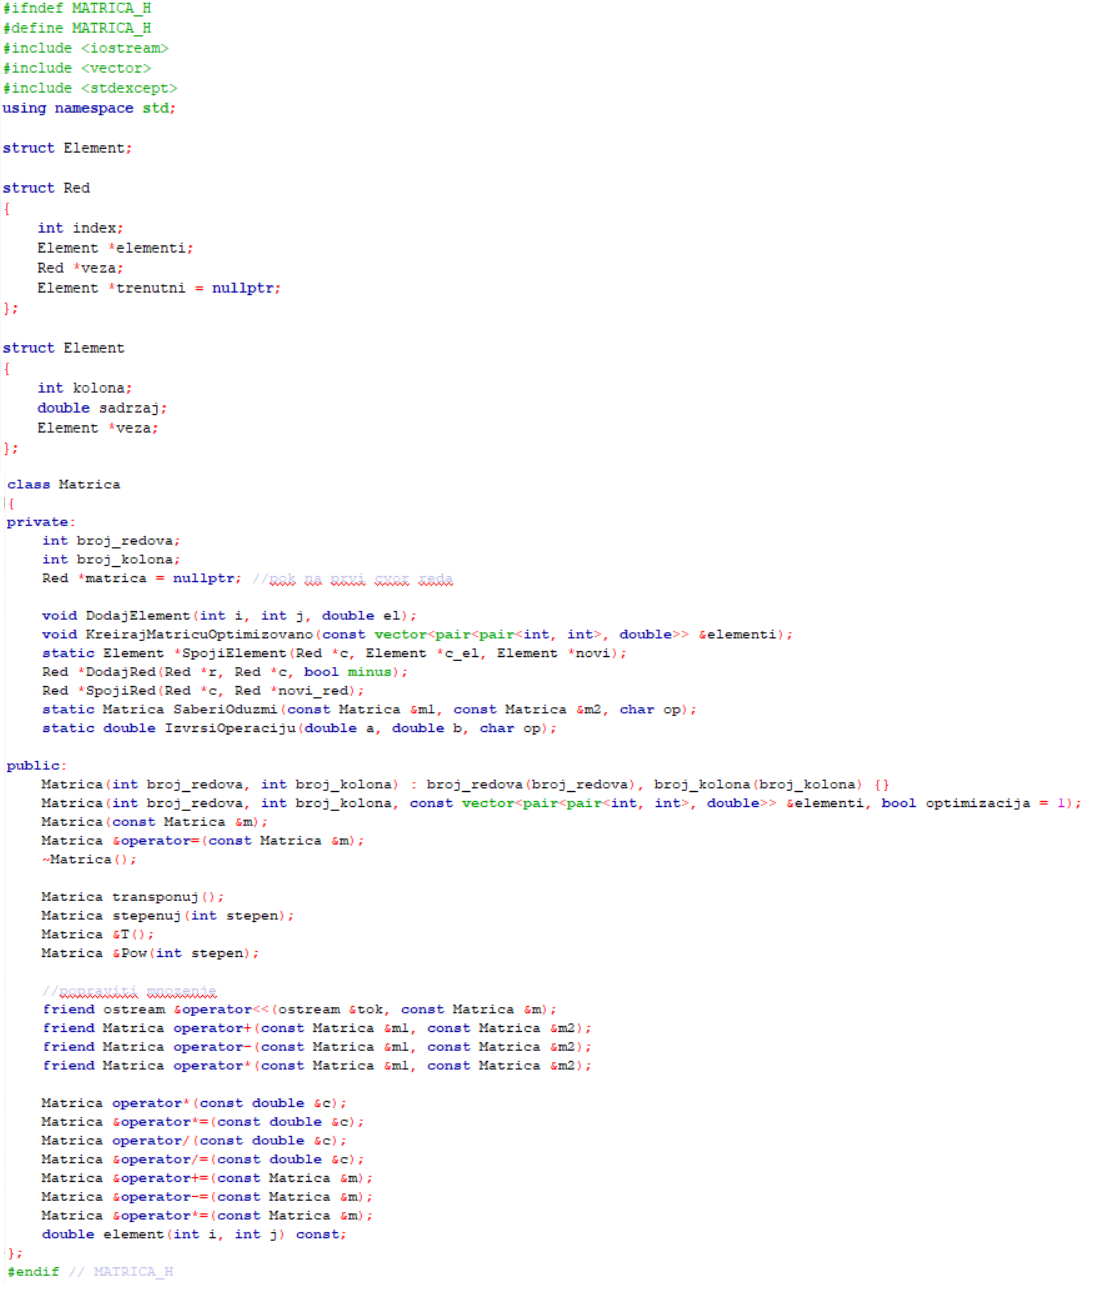 #ifndef MATRICA_H
#define MATRICA_H
#include <iostream>
#include <vector>
#include <stdexcept>
using namespace std;
struct Element;
struct Red
{
int index;
Element *elementi;
Red *veza;
Element *trenutni = nullptr;
};
struct Element
{
int kolona;
double sadrzaj;
Element *veza;
};
class Matrica
{
private:
int broj_redova;
int broj_kolona;
Red *matrica = nullptr; //pok na prvi cvor reda
void DodajElement(int i, int j, double el);
void KreirajMatricuOptimizovano(const vector<pair<pair<int, int>, double>> &elementi);
static Element *SpojiElement(Red *c, Element *c_el, Element *novi);
Red *DodajRed(Red *r, Red *c, bool minus);
Red *SpojiRed(Red *c, Red *novi_red);
static Matrica SaberiOduzmi(const Matrica &m1, const Matrica &m2, char op);
static double IzvrsiOperaciju(double a, double b, char op);
public:
Matrica(int broj_redova, int broj_kolona) : broj_redova(broj_redova), broj_kolona(broj_kolona) {}
Matrica(int broj_redova, int broj_kolona, const vector<pair<pair<int, int>, double>> &elementi, bool optimizacija = 1);
Matrica(const Matrica &m);
Matrica &operator=(const Matrica &m);
~Matrica();
Matrica transponuj();
Matrica stepenuj(int stepen);
Matrica &T();
Matrica &Pow(int stepen);
//popraviti mnozenje
friend ostream &operator<<(ostream &tok, const Matrica &m);
friend Matrica operator+(const Matrica &m1, const Matrica &m2);
friend Matrica operator-(const Matrica &m1, const Matrica &m2);
friend Matrica operator*(const Matrica &m1, const Matrica &m2);
Matrica operator*(const double &c);
Matrica &operator*=(const double &c);
Matrica operator/(const double &c);
Matrica &operator/=(const double &c);
Matrica &operator+=(const Matrica &m);
Matrica &operator-=(const Matrica &m);
Matrica &operator*=(const Matrica &m);
double element(int i, int j) const;
};
#endif // MATRICA_H